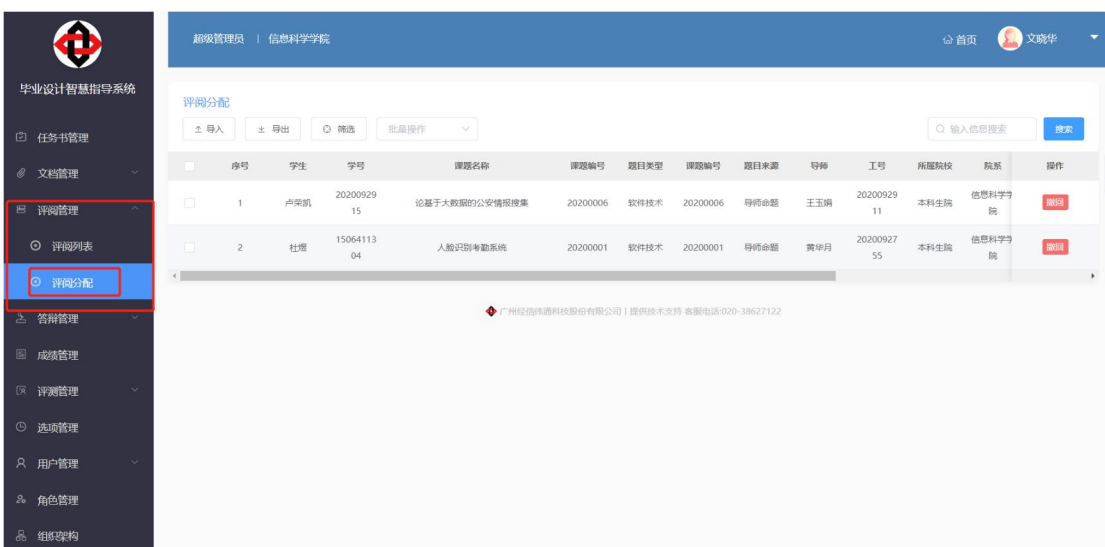 超级管理员 | 信息科学学院
首页
文晓华
毕业设计智慧指导系统
任务书管理
文档管理
评阅管理
评阅列表
评阅分配
答辩管理
成绩管理
评测管理
选项管理
用户管理
角色管理
组织架构
评阅分配
导入 导出 筛选 批量操作 输入信息搜索 搜索
序号 学生 学号 课题名称 课题编号 题目类型 课题编号 题目来源 导师 工号 所属院校 院系 操作
1 卢荣凯 20200929 15 论基于大数据的公安情报搜集 20200006 软件技术 20200006 导师命题 王玉娟 20200929 11 本科生院 信息科学学院 撤回
2 杜煜 15064113 04 人脸识别考勤系统 20200001 软件技术 20200001 导师命题 黄华月 20200927 55 本科生院 信息科学学院 撤回
广州经信纬通科技股份有限公司 | 提供技术支持 客服电话:020-38627122